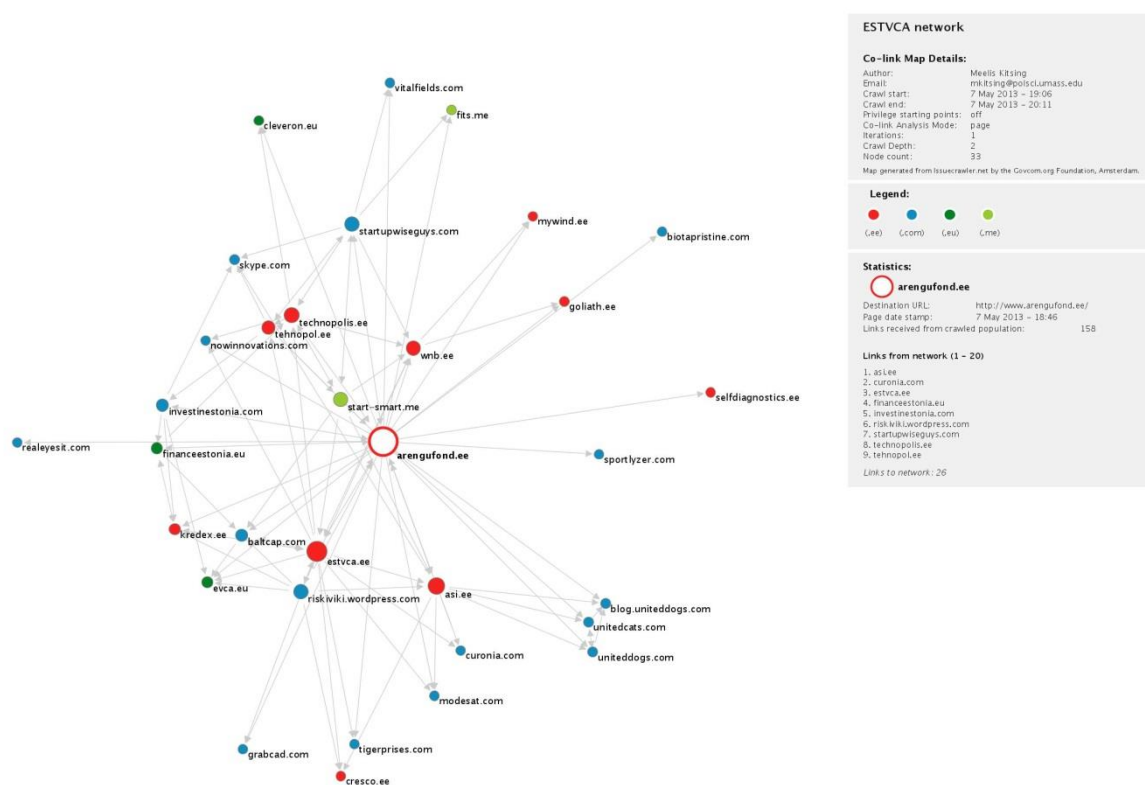 ESTVCA network
Co-link Map Details:
Author: Meelis Kitsing
Email: mkitsing@polsci.umass.edu
Crawl start: 7 May 2013 - 19:06
Crawl end: 7 May 2013 - 20:11
Privilege starting points: off
Co-link Analysis Mode: page
Iterations: 1
Crawl Depth: 2
Node count: 33
Map generated from Issuecrawler.net by the Govcom.org Foundation, Amsterdam.
Legend:
(.ee) (.com) (.eu) (.me)
Statistics:
arengufond.ee
Destination URL: http://www.arengufond.ee/
Page date stamp: 7 May 2013 - 18:46
Links received from crawled population: 158
Links from network (1 - 20)
1. asi.ee
2. curonia.com
3. estvca.ee
4. financeestonia.eu
5. investinestonia.com
6. riskiviki.wordpress.com
7. startupwiseguys.com
8. technopolis.ee
9. tehnopol.ee
Links to network: 26
vitalfields.com
fits.me
cleveron.eu
mywind.ee
startupwiseguys.com
biotapristine.com
skype.com
goliath.ee
technopolis.ee
tehnopol.ee
nowinnovations.com
wnb.ee
selfdiagnostics.ee
start-smart.me
investinestonia.com
realeyesit.com
financeestonia.eu
arengufond.ee
sportlyzer.com
kredex.ee
baltcap.com
estvca.ee
evca.eu
riskiviki.wordpress.com
asi.ee
blog.uniteddogs.com
unitedcats.com
uniteddogs.com
curonia.com
modesat.com
grabcad.com
tigerprises.com
cresco.ee